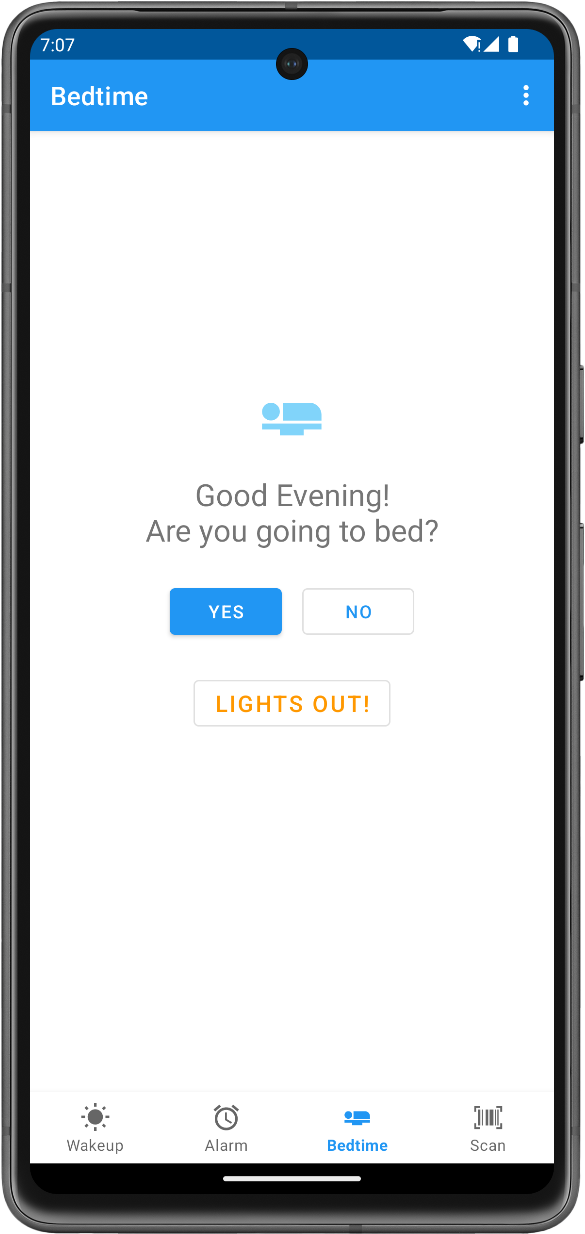 7:07
Bedtime
Good Evening!
Are you going to bed?
YES
NO
LIGHTS OUT!
Wakeup
Alarm
Bedtime
Scan